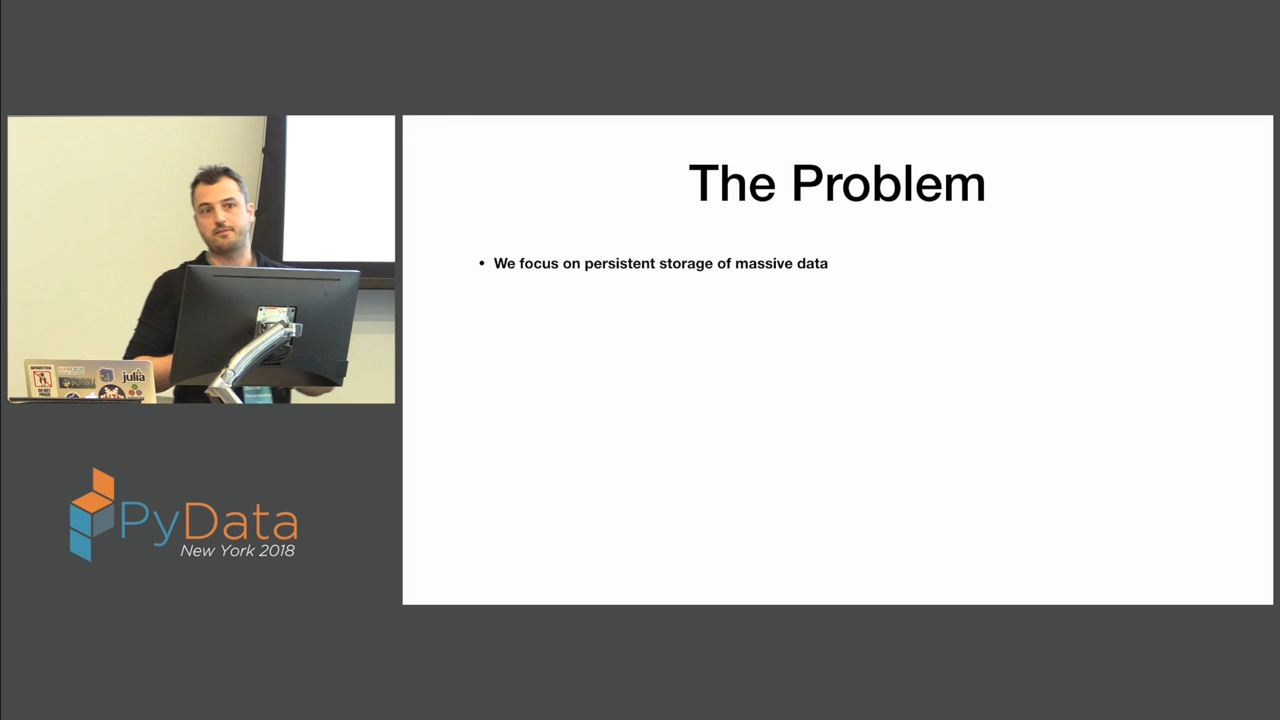 The Problem
• We focus on persistent storage of massive data
julia
PyData
New York 2018